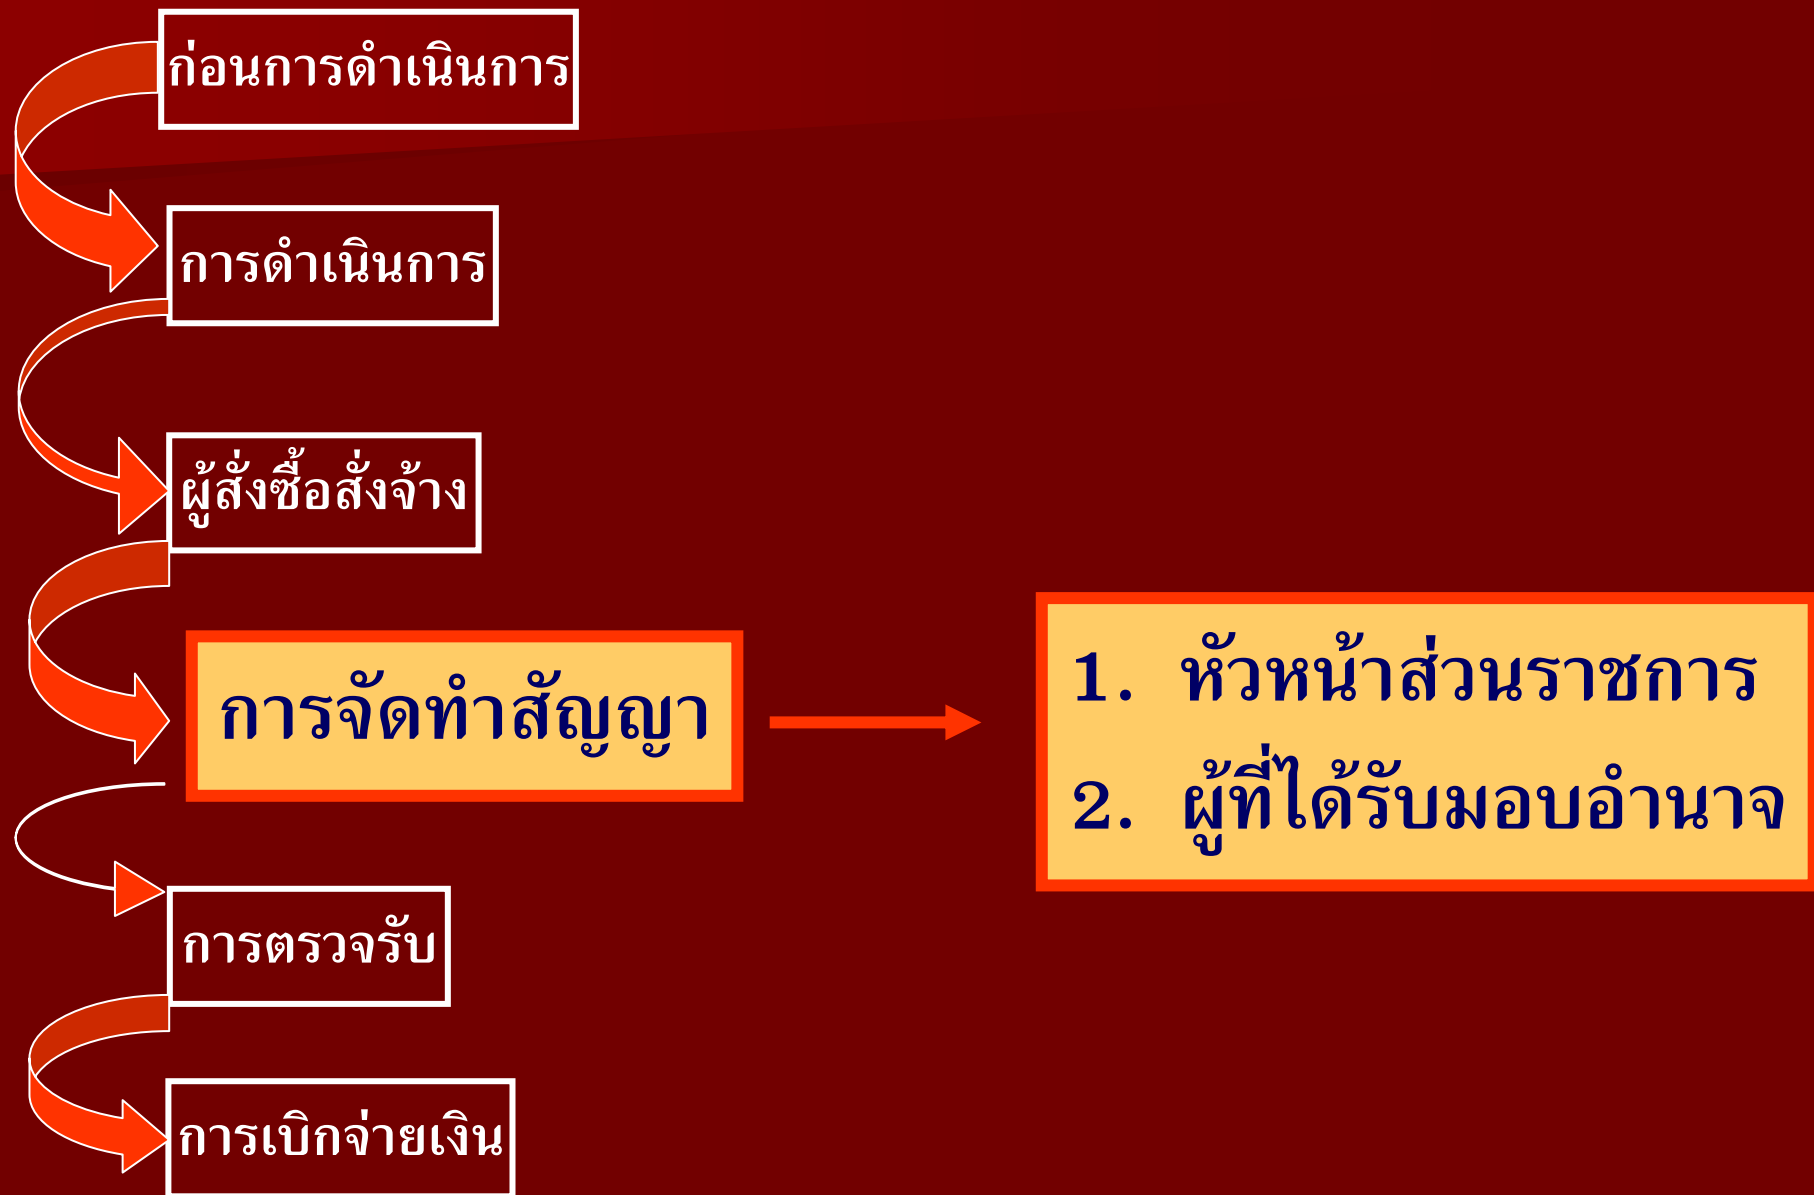 ก่อนการดำเนินการ
การดำเนินการ
ผู้สั่งซื้อสั่งจ้าง
การจัดทำสัญญา
1. หัวหน้าส่วนราชการ
2. ผู้ที่ได้รับมอบอำนาจ
การตรวจรับ
การเบิกจ่ายเงิน